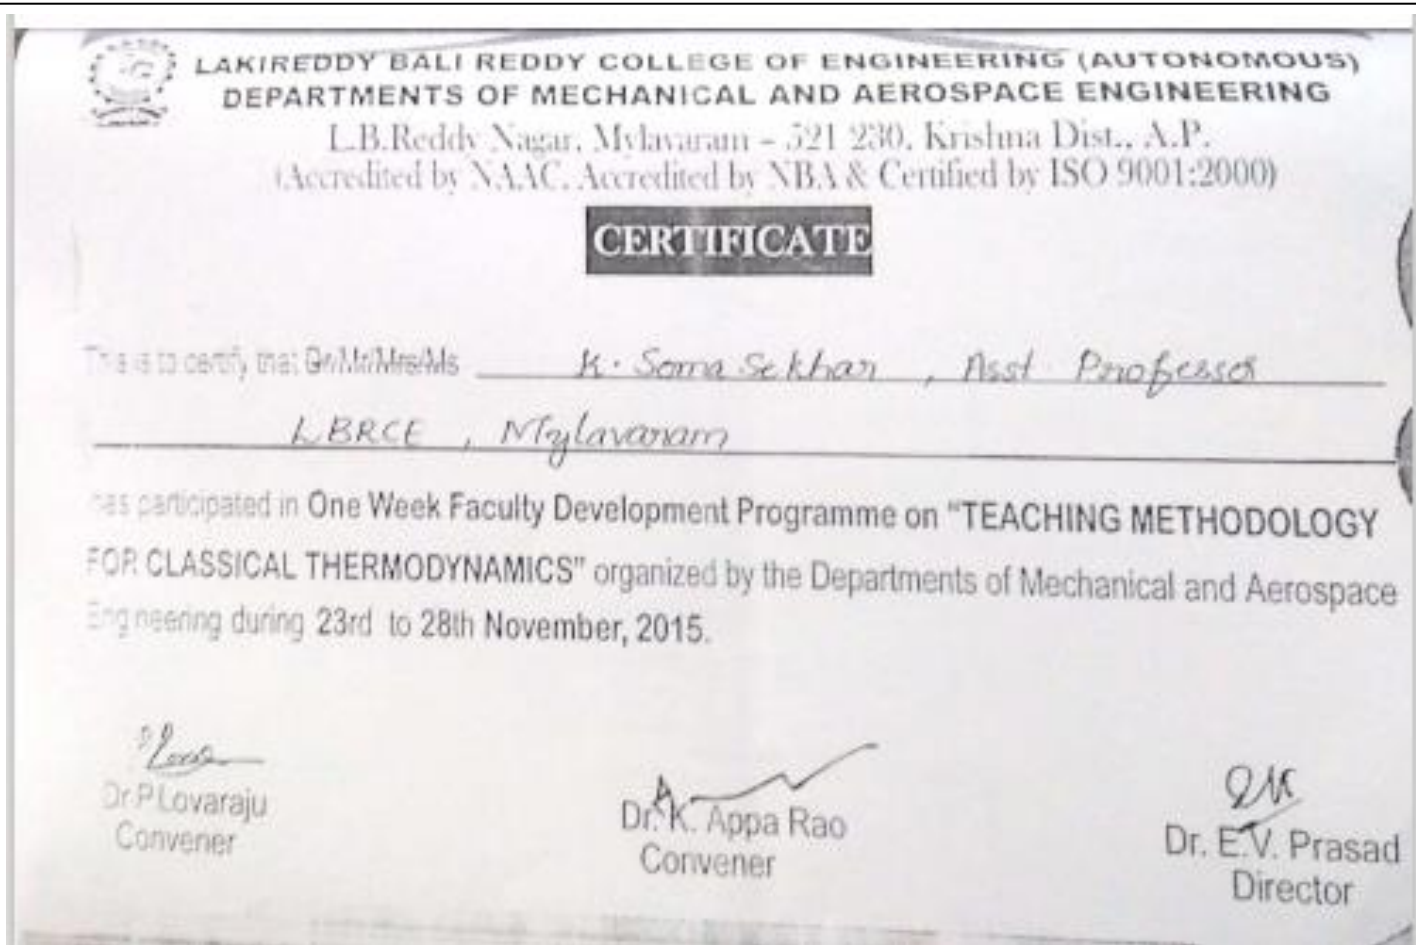 LAKIREDDY BALI REDDY COLLEGE OF ENGINEERING (AUTONOMOUS)
DEPARTMENTS OF MECHANICAL AND AEROSPACE ENGINEERING
L.B.Reddy Nagar, Mylavaram – 521 230, Krishna Dist., A.P.
(Accredited by NAAC, Accredited by NBA & Certified by ISO 9001:2000)
CERTIFICATE
This is to certify that Dr/Mr/Mrs/Ms K. Soma Sekhar, Asst Professor
LBRCE, Mylavaram
has participated in One Week Faculty Development Programme on "TEACHING METHODOLOGY
FOR CLASSICAL THERMODYNAMICS" organized by the Departments of Mechanical and Aerospace
Engineering during 23rd to 28th November, 2015.
Dr.P.Lovaraju
Convener
Dr. K. Appa Rao
Convener
Dr. E.V. Prasad
Director